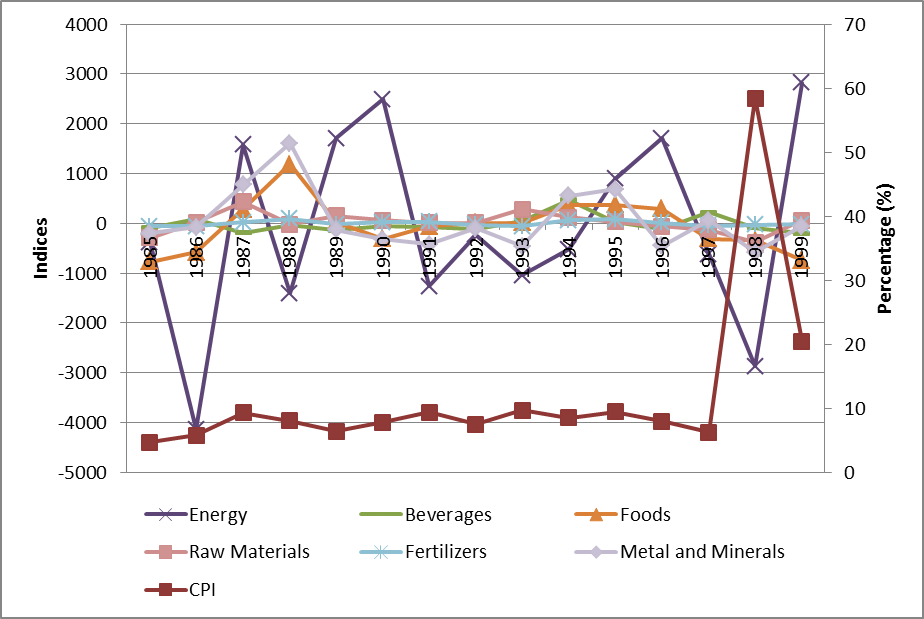 4000 70
3000 60
2000 50
1000 40
0 30
-1000 20
-2000 10
-3000 0
-4000
-5000
Indices
Percentage (%)
1985 1986 1987 1988 1989 1990 1991 1992 1993 1994 1995 1996 1997 1998 1999
Energy Beverages Foods
Raw Materials Fertilizers Metal and Minerals
CPI